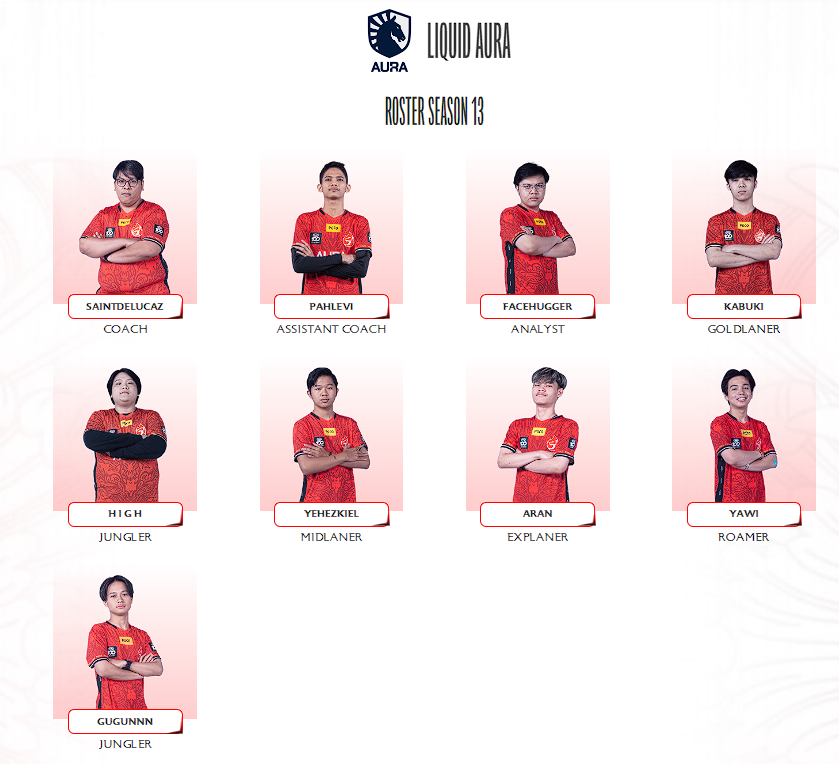 AURA
LIQUID AURA
ROSTER SEASON 13
SAINTDELUCAZ
COACH
PAHLEVI
ASSISTANT COACH
FACEHUGGER
ANALYST
KABUKI
GOLDLANER
H I G H
JUNGLER
YEHEZKIEL
MIDLANER
ARAN
EXPLANER
YAWI
ROAMER
GUGUNNN
JUNGLER